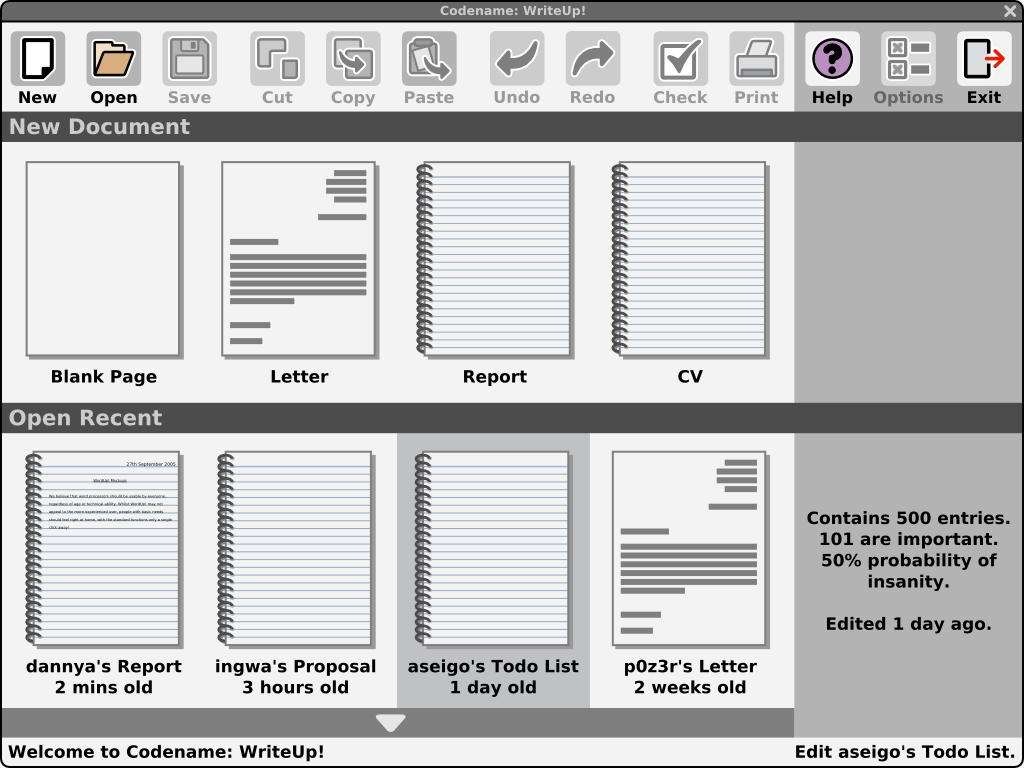 Codename: WriteUp!
New Open Save Cut Copy Paste Undo Redo Check Print Help Options Exit
New Document
Blank Page Letter Report CV
Open Recent
27th September 2005
WriteUp! Mockups
We believe that word processors should be usable by everyone,
regardless of age or technical ability. Whilst WriteUp! may not
appeal to the more experienced user, people with basic needs
should feel right at home, with the standard functions only a single
click away!
dannya's Report
2 mins old
ingwa's Proposal
3 hours old
aseigo's Todo List
1 day old
p0z3r's Letter
2 weeks old
Contains 500 entries.
101 are important.
50% probability of
insanity.
Edited 1 day ago.
Welcome to Codename: WriteUp!
Edit aseigo's Todo List.